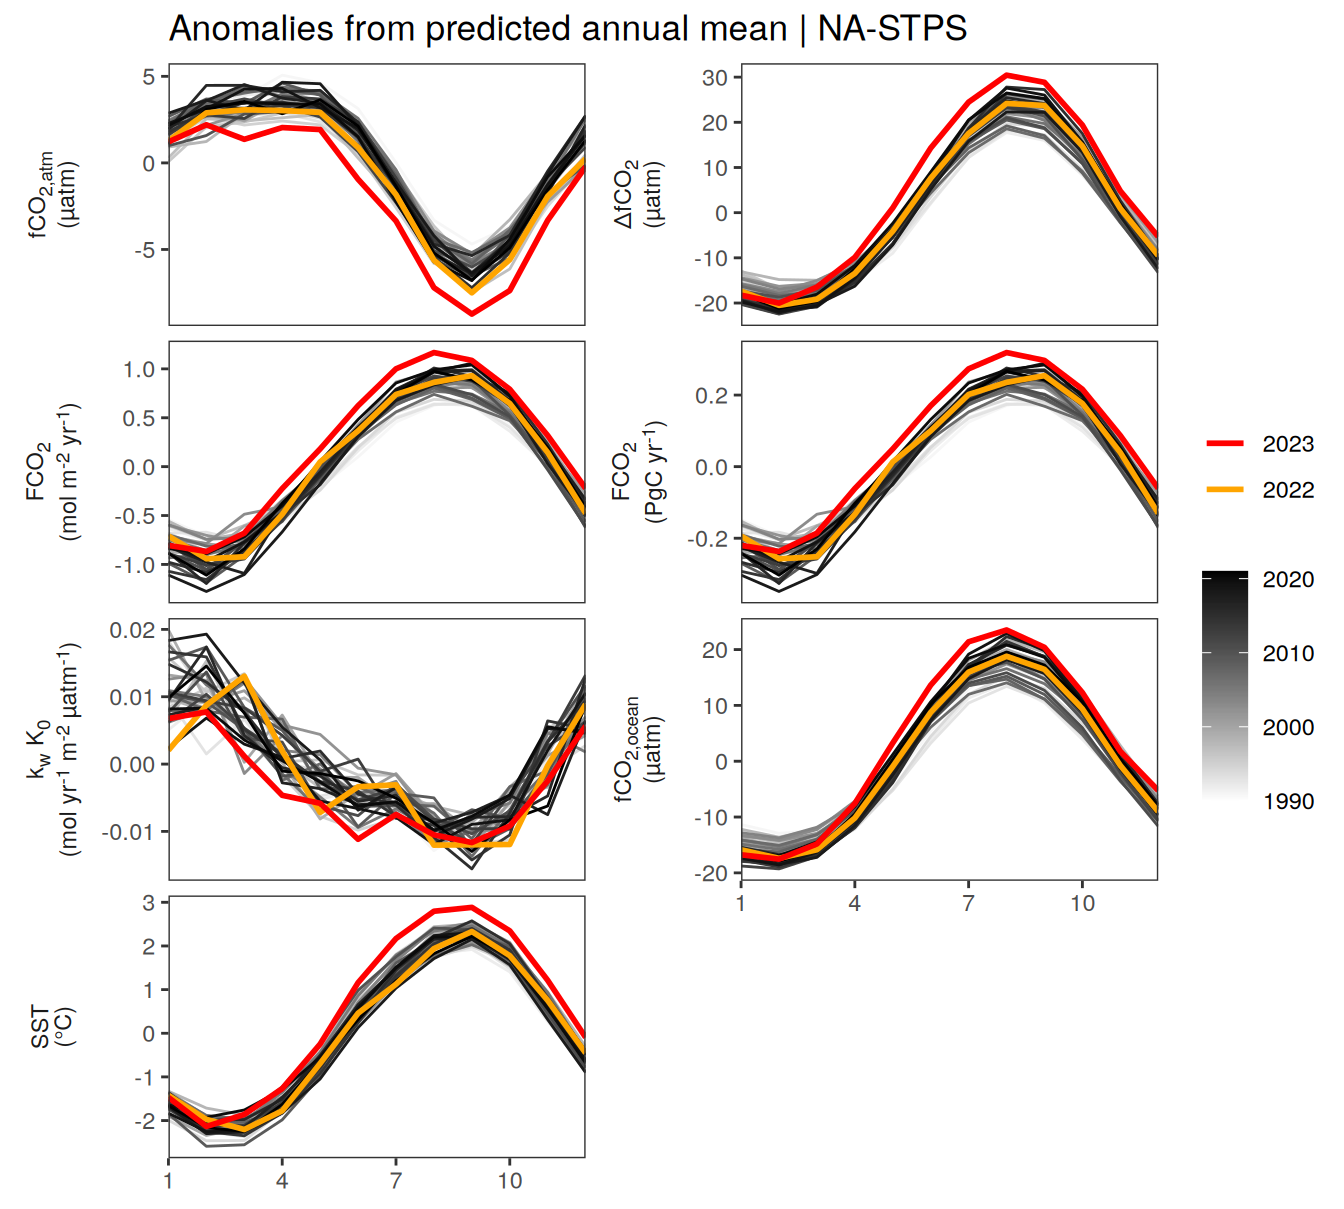 Anomalies from predicted annual mean | NA-STPS
fCO2,atm
(µatm)
5
0
-5
ΔfCO2
(µatm)
30
20
10
0
-10
-20
FCO2
(mol m-2 yr-1)
1.0
0.5
0.0
-0.5
-1.0
FCO2
(PgC yr-1)
0.2
0.0
-0.2
kw K0
(mol yr-1 m-2 µatm-1)
0.02
0.01
0.00
-0.01
fCO2,ocean
(µatm)
20
10
0
-10
-20
1 4 7 10
SST
(°C)
3
2
1
0
-1
-2
1 4 7 10
2023
2022
2020
2010
2000
1990